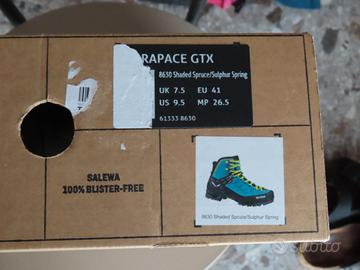 RAPACE GTX
8630 Shaded Spruce/Sulphur Spring
UK 7.5 EU 41
US 9.5 MP 26.5
61333 8630
SALEWA
100% BLISTER-FREE
8630 Shaded Spruce/Sulphur Spring
subito